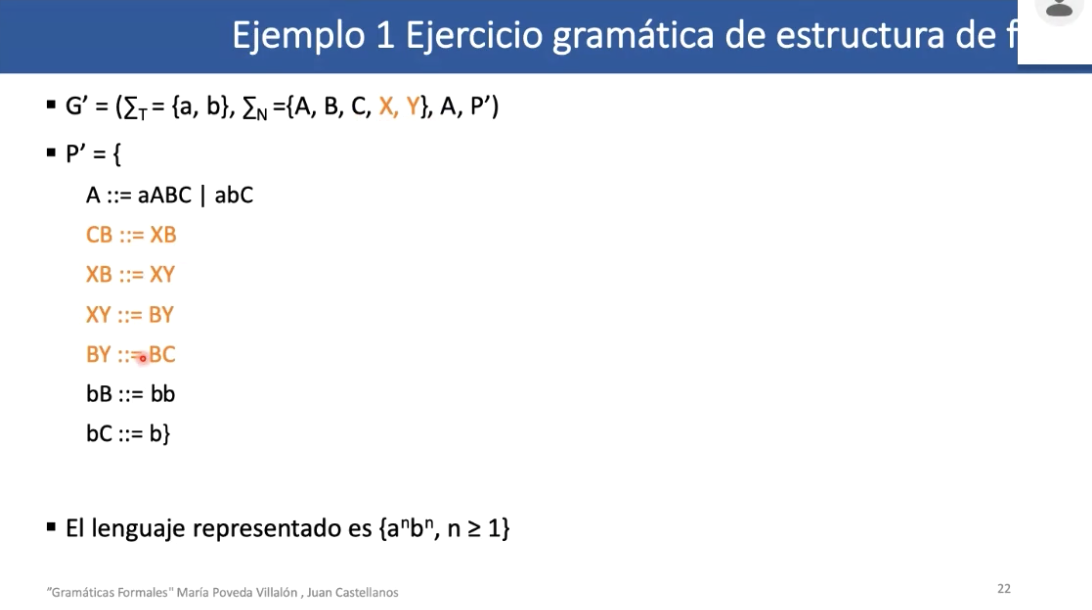 Ejemplo 1 Ejercicio gramática de estructura de f
▪ G’ = (∑T = {a, b}, ∑N ={A, B, C, X, Y}, A, P’)
▪ P’ = {
A ::= aABC | abC
CB ::= XB
XB ::= XY
XY ::= BY
BY ::= BC
bB ::= bb
bC ::= b}
▪ El lenguaje representado es {aⁿbⁿ, n ≥ 1}
"Gramáticas Formales" María Poveda Villalón , Juan Castellanos
22